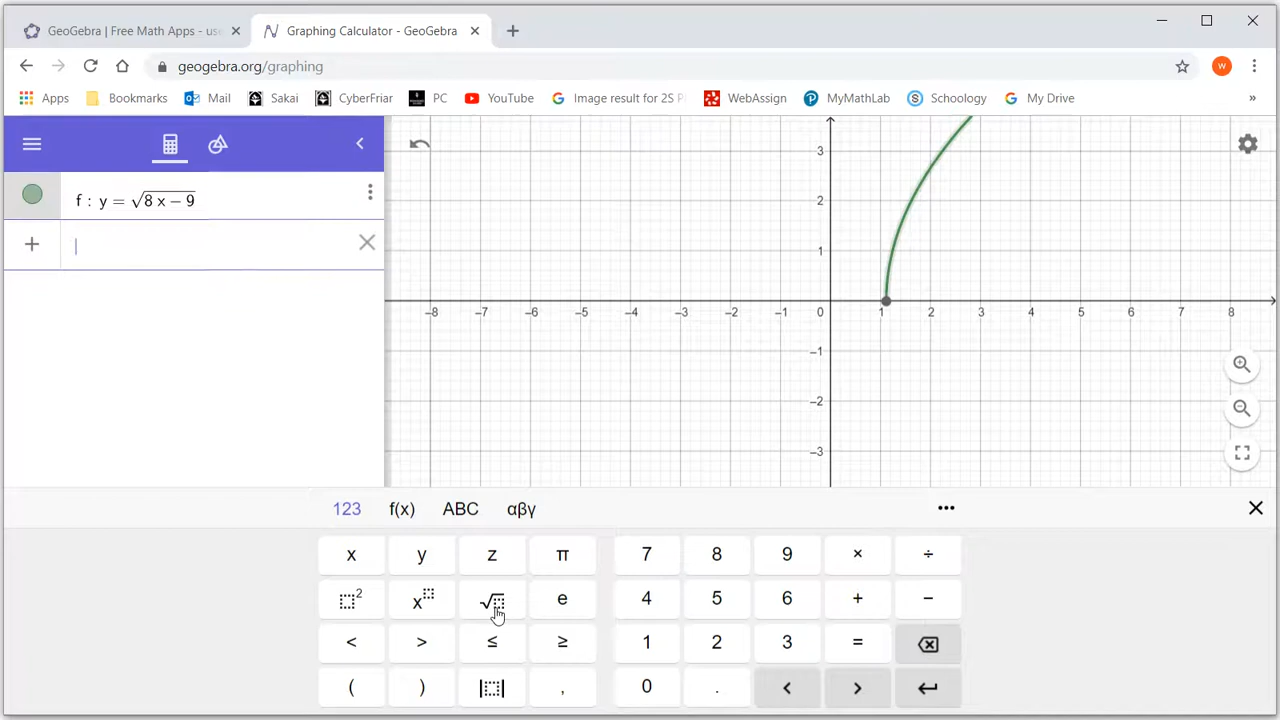 GeoGebra | Free Math Apps - use
Graphing Calculator - GeoGebra
geogebra.org/graphing
w
Apps
Bookmarks
Mail
Sakai
CyberFriar
PC
YouTube
Image result for 2S P
WebAssign
MyMathLab
Schoology
My Drive
»
f : y = √8 x − 9
3
2
1
−8 −7 −6 −5 −4 −3 −2 −1 0 1 2 3 4 5 6 7 8
−1
−2
−3
123 f(x) ABC αβγ •••
x y z π 7 8 9 × ÷
² x √ e 4 5 6 + −
< > ≤ ≥ 1 2 3 =
( ) | | , 0 . < >